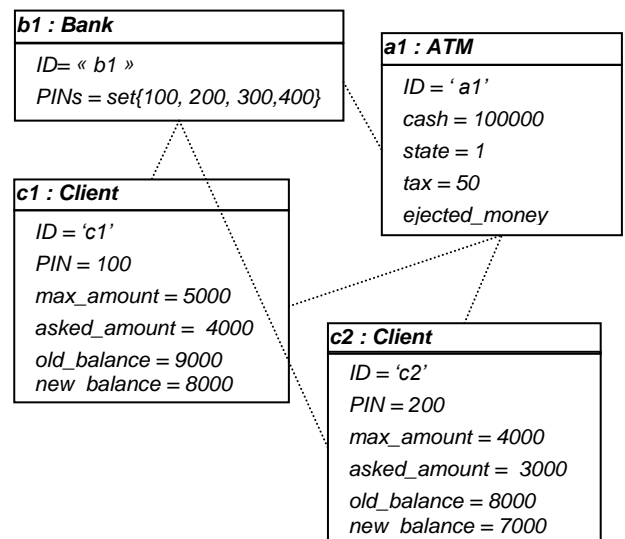 b1 : Bank
ID= « b1 »
PINs = set{100, 200, 300,400}
a1 : ATM
ID = ‘ a1’
cash = 100000
state = 1
tax = 50
ejected_money
c1 : Client
ID = ‘c1’
PIN = 100
max_amount = 5000
asked_amount =  4000
old_balance = 9000
new balance = 8000
c2 : Client
ID = ‘c2’
PIN = 200
max_amount = 4000
asked_amount =  3000
old_balance = 8000
new balance = 7000